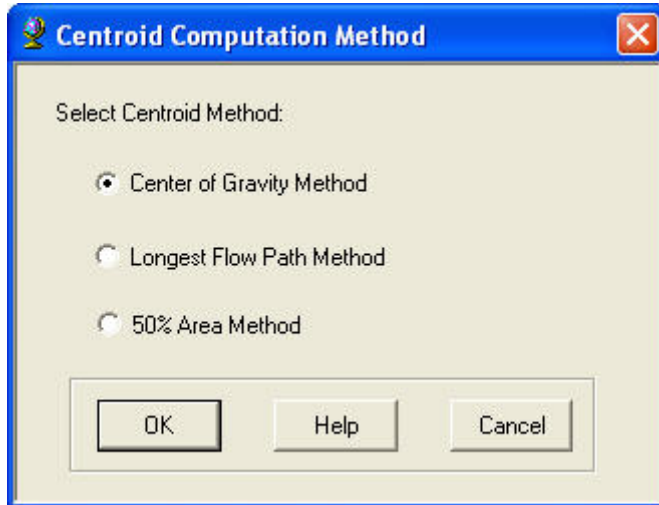 Centroid Computation Method
Select Centroid Method:
Center of Gravity Method
Longest Flow Path Method
50% Area Method
OK Help Cancel